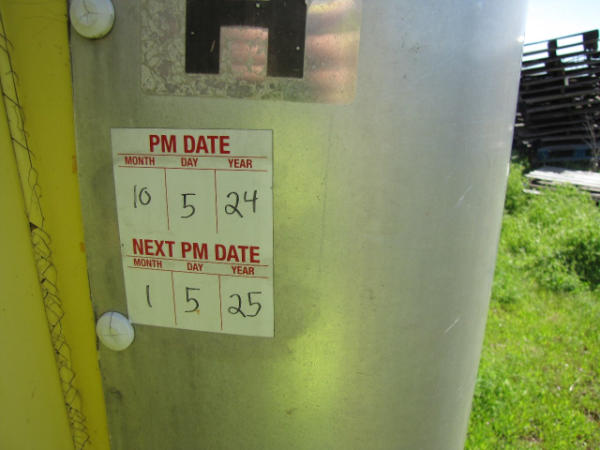 H
PM DATE
MONTH DAY YEAR
10 5 24
NEXT PM DATE
MONTH DAY YEAR
1 5 25